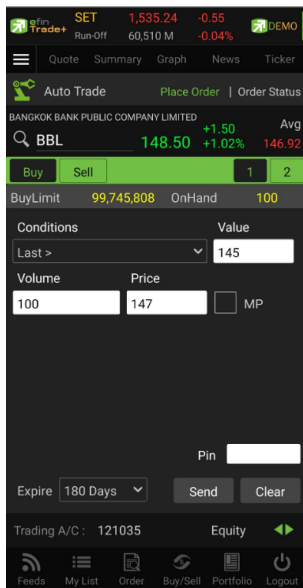 efin Trade+ SET 1,535.24 -0.55 DEMO
Run-Off 60,510 M -0.04%
Quote Summary Graph News Ticker
Auto Trade Place Order | Order Status
BANGKOK BANK PUBLIC COMPANY LIMITED
+1.50 Avg
BBL 148.50 +1.02% 146.92
Buy Sell 1 2
BuyLimit 99,745,808 OnHand 100
Conditions Value
Last > 145
Volume Price
100 147 MP
Pin
Expire 180 Days Send Clear
Trading A/C : 121035 Equity
Feeds My List Order Buy/Sell Portfolio Logout